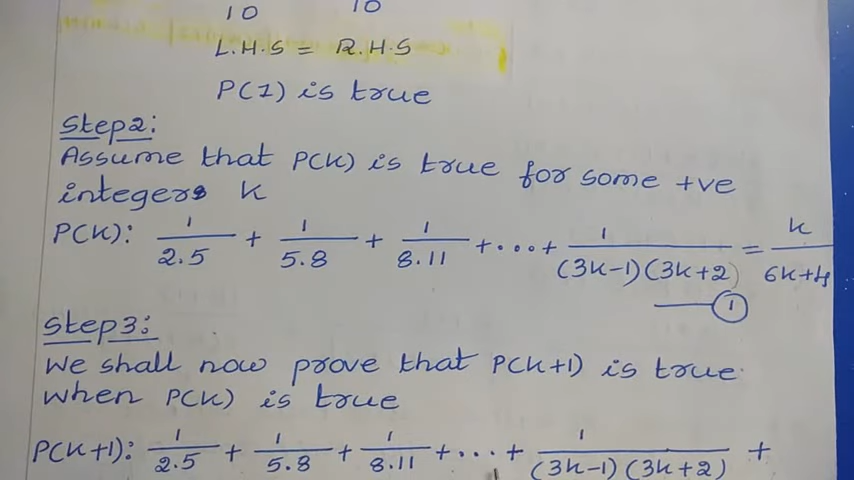 10 10
L.H.S = R.H.S
P(1) is true
Step2:
Assume that P(K) is true for some +ve
integers K
P(K): 1/2.5 + 1/5.8 + 1/8.11 +...+ 1/(3K-1)(3K+2) = K/6K+4
①
Step3:
We shall now prove that P(K+1) is true
when P(K) is true
P(K+1): 1/2.5 + 1/5.8 + 1/8.11 +...+ 1/(3K-1)(3K+2) +